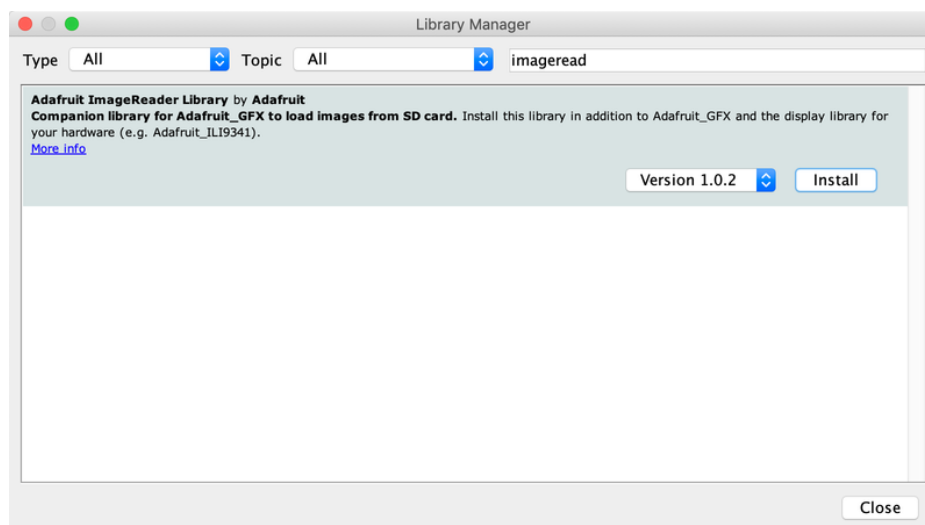 Library Manager
Type All Topic All imageread
Adafruit ImageReader Library by Adafruit
Companion library for Adafruit_GFX to load images from SD card. Install this library in addition to Adafruit_GFX and the display library for
your hardware (e.g. Adafruit_ILI9341).
More info
Version 1.0.2 Install
Close